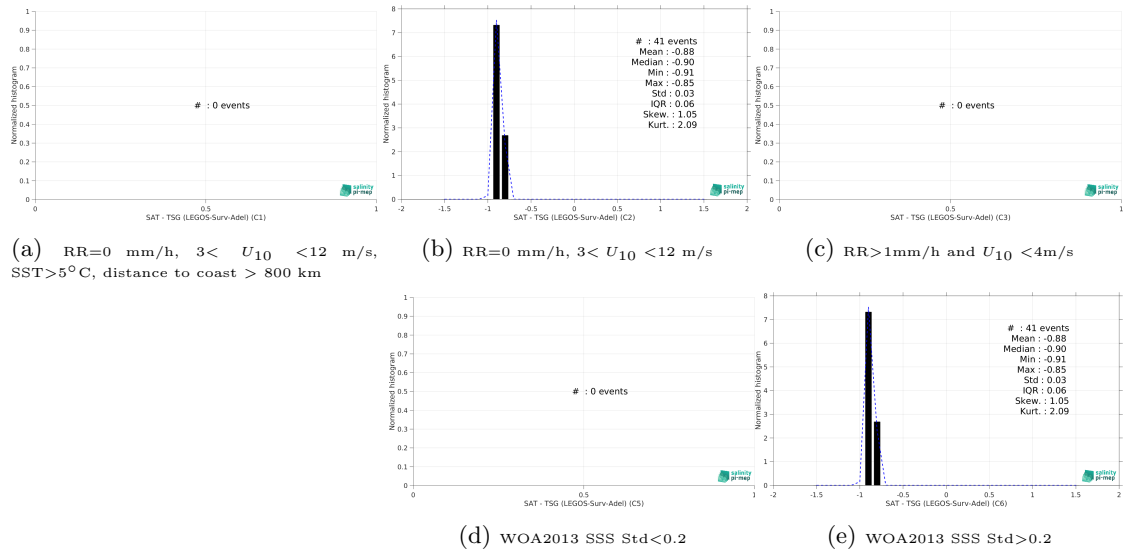 1
0.9
0.8
0.7
0.6
0.5
0.4
0.3
0.2
0.1
0
Normalized histogram
# : 0 events
salinity
pi-mep
0 0.5 1
SAT - TSG (LEGOS-Surv-Adel) (C1)
8
7
6
5
4
3
2
1
0
Normalized histogram
# : 41 events
Mean : -0.88
Median : -0.90
Min : -0.91
Max : -0.85
Std : 0.03
IQR : 0.06
Skew. : 1.05
Kurt. : 2.09
salinity
pi-mep
-2 -1.5 -1 -0.5 0 0.5 1 1.5 2
SAT - TSG (LEGOS-Surv-Adel) (C2)
1
0.9
0.8
0.7
0.6
0.5
0.4
0.3
0.2
0.1
0
Normalized histogram
# : 0 events
salinity
pi-mep
0 0.5 1
SAT - TSG (LEGOS-Surv-Adel) (C3)
(a) RR=0 mm/h, 3< U10 <12 m/s,
SST>5°C, distance to coast > 800 km
(b) RR=0 mm/h, 3< U10 <12 m/s
(c) RR>1mm/h and U10 <4m/s
1
0.9
0.8
0.7
0.6
0.5
0.4
0.3
0.2
0.1
0
Normalized histogram
# : 0 events
salinity
pi-mep
0 0.5 1
SAT - TSG (LEGOS-Surv-Adel) (C5)
8
7
6
5
4
3
2
1
0
Normalized histogram
# : 41 events
Mean : -0.88
Median : -0.90
Min : -0.91
Max : -0.85
Std : 0.03
IQR : 0.06
Skew. : 1.05
Kurt. : 2.09
salinity
pi-mep
-2 -1.5 -1 -0.5 0 0.5 1 1.5 2
SAT - TSG (LEGOS-Surv-Adel) (C6)
(d) WOA2013 SSS Std<0.2
(e) WOA2013 SSS Std>0.2